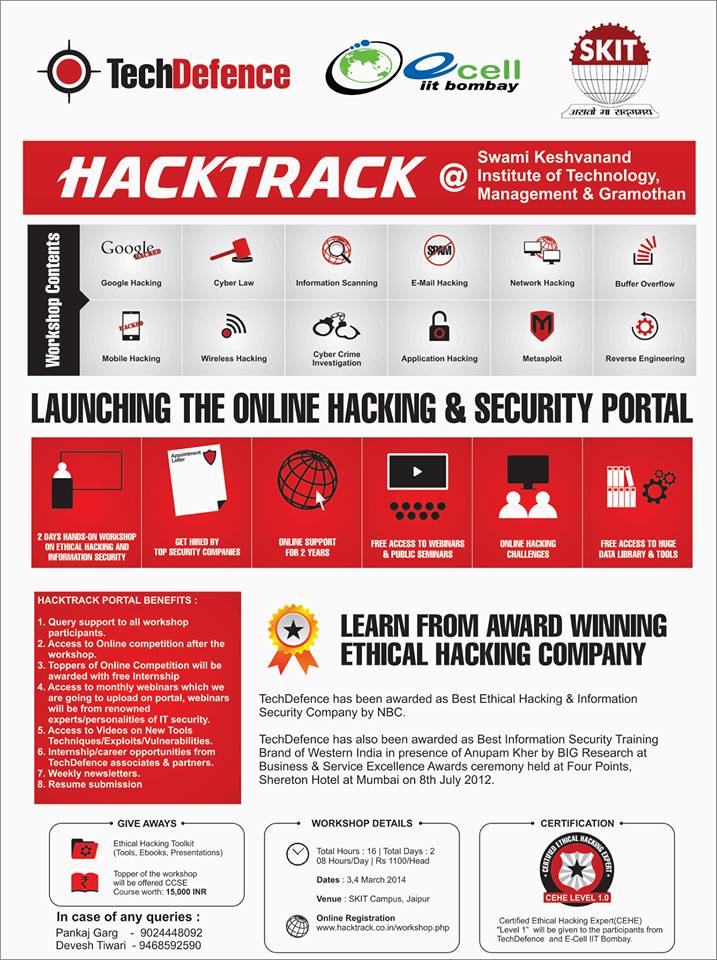 TechDefence
ecell
iit bombay
SKIT
असतो मा सद्गमय
HACKTRACK @
Swami Keshvanand
Institute of Technology,
Management & Gramothan
Workshop Contents
Google
HACKED
Google Hacking
Cyber Law
Information Scanning
SPAM
E-Mail Hacking
Network Hacking
Buffer Overflow
HACKED
Mobile Hacking
Wireless Hacking
Cyber Crime
Investigation
Application Hacking
Metasploit
Reverse Engineering
LAUNCHING THE ONLINE HACKING & SECURITY PORTAL
2 DAYS HANDS-ON WORKSHOP
ON ETHICAL HACKING AND
INFORMATION SECURITY
Appointment
Letter
GET HIRED BY
TOP SECURITY COMPANIES
ONLINE SUPPORT
FOR 2 YEARS
FREE ACCESS TO WEBINARS
& PUBLIC SEMINARS
ONLINE HACKING
CHALLENGES
FREE ACCESS TO HUGE
DATA LIBRARY & TOOLS
HACKTRACK PORTAL BENEFITS :
1. Query support to all workshop
participants.
2. Access to Online competition after the
workshop.
3. Toppers of Online Competition will be
awarded with free Internship
4. Access to monthly webinars which we
are going to upload on portal, webinars
will be from renowned
experts/personalities of IT security.
5. Access to Videos on New Tools
Techniques/Exploits/Vulnerabilities.
6. Internship/career opportunities from
TechDefence associates & partners.
7. Weekly newsletters.
8. Resume submission
LEARN FROM AWARD WINNING
ETHICAL HACKING COMPANY
TechDefence has been awarded as Best Ethical Hacking & Information
Security Company by NBC.
TechDefence has also been awarded as Best Information Security Training
Brand of Western India in presence of Anupam Kher by BIG Research at
Business & Service Excellence Awards ceremony held at Four Points,
Shereton Hotel at Mumbai on 8th July 2012.
GIVE AWAYS
Ethical Hacking Toolkit
(Tools, Ebooks, Presentations)
₹
Topper of the workshop
will be offered CCSE
Course worth: 15,000 INR
In case of any queries :
Pankaj Garg - 9024448092
Devesh Tiwari - 9468592590
WORKSHOP DETAILS
Total Hours : 16 | Total Days : 2
08 Hours/Day | Rs 1100/Head
Dates : 3,4 March 2014
Venue : SKIT Campus, Jaipur
Online Registration
www.hacktrack.co.in/workshop.php
CERTIFICATION
CERTIFIED ETHICAL HACKING EXPERT
CEHE LEVEL 1.0
Certified Ethical Hacking Expert(CEHE)
"Level 1" will be given to the participants from
TechDefence and E-Cell IIT Bombay.